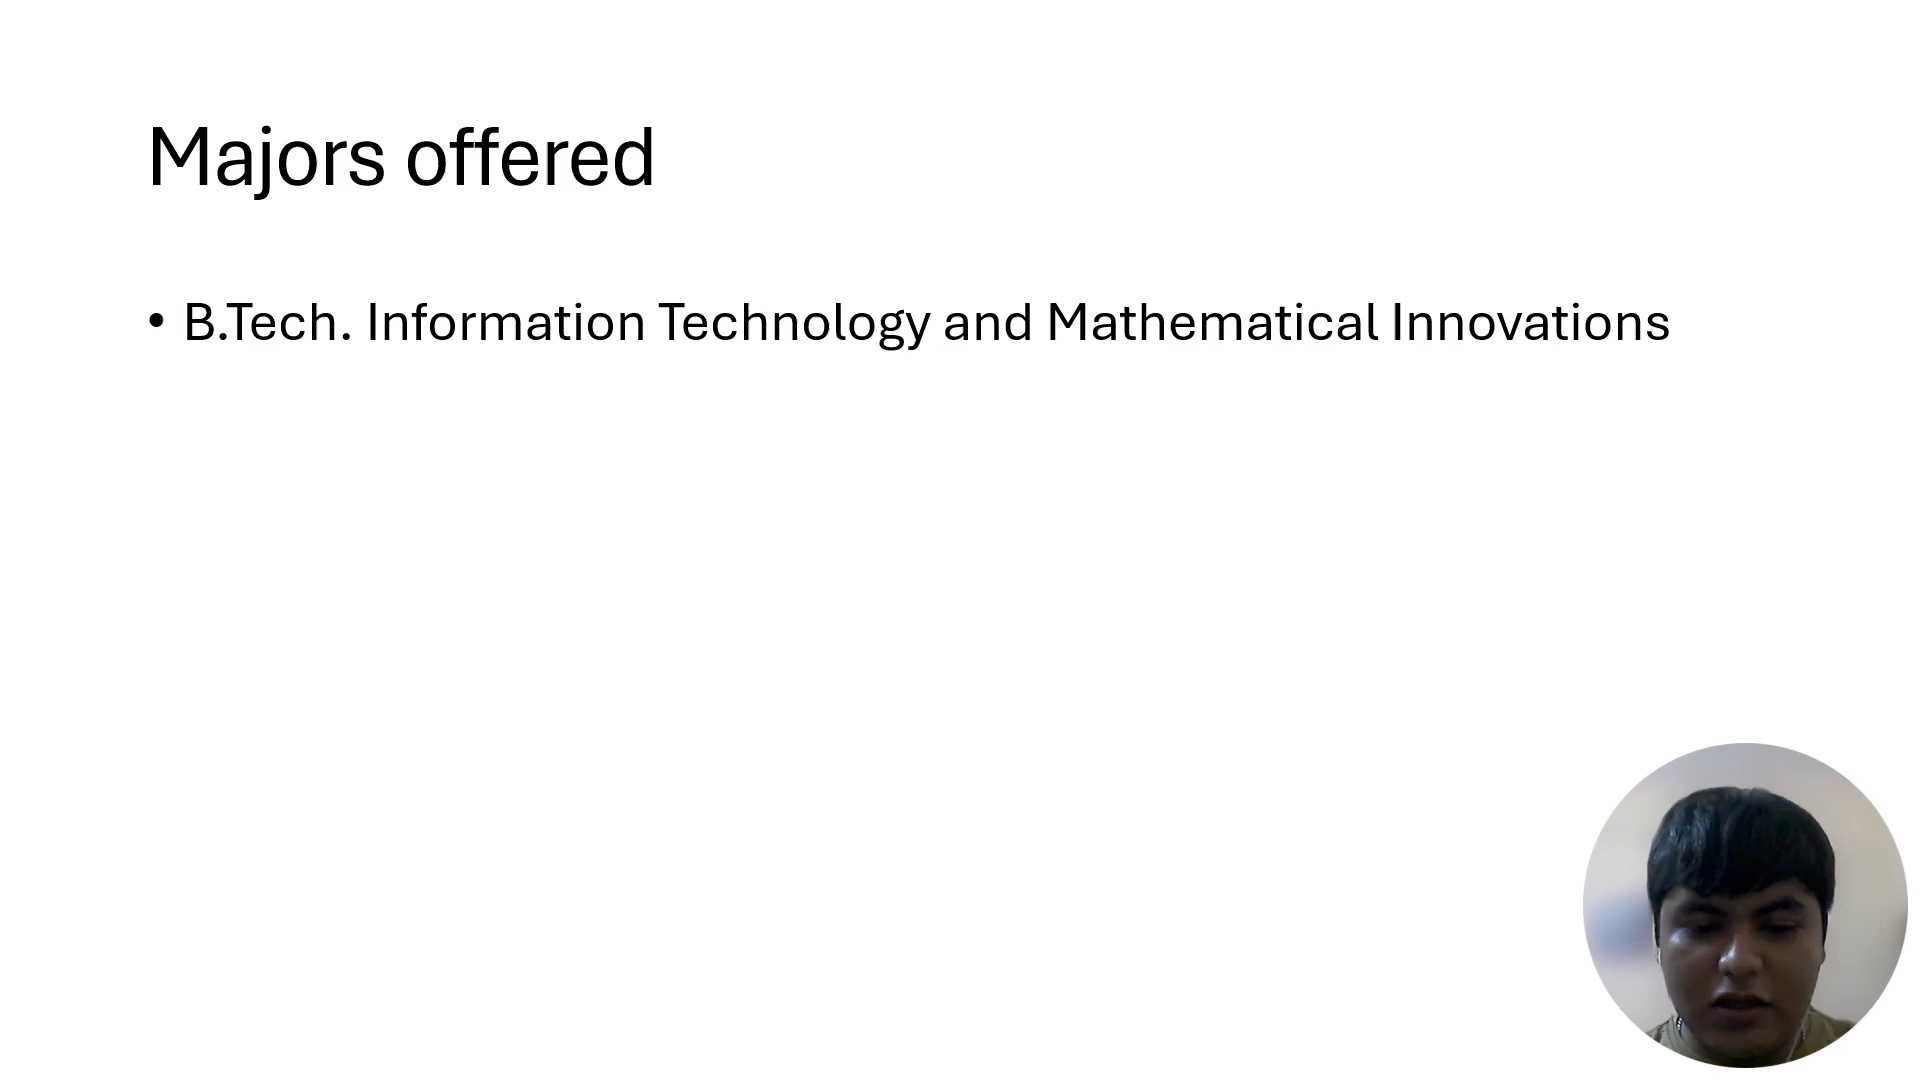 Majors offered
• B.Tech. Information Technology and Mathematical Innovations